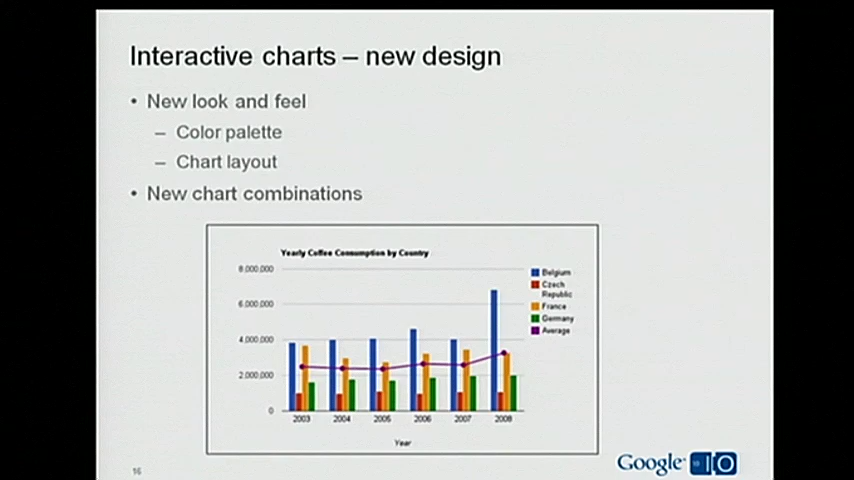 Interactive charts – new design
• New look and feel
– Color palette
– Chart layout
• New chart combinations
Yearly Coffee Consumption by Country
8,000,000
6,000,000
4,000,000
2,000,000
0
2003 2004 2005 2006 2007 2008
Year
Belgium
Czech
Republic
France
Germany
Average
16
Google IO